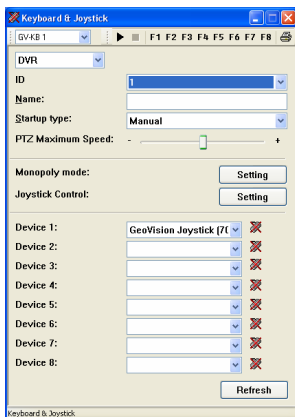 Keyboard & Joystick
GV-KB 1 F1 F2 F3 F4 F5 F6 F7 F8
DVR
ID 1
Name:
Startup type: Manual
PTZ Maximum Speed: - +
Monopoly mode: Setting
Joystick Control: Setting
Device 1: GeoVision Joystick (7(
Device 2:
Device 3:
Device 4:
Device 5:
Device 6:
Device 7:
Device 8:
Refresh
Keyboard & Joystick